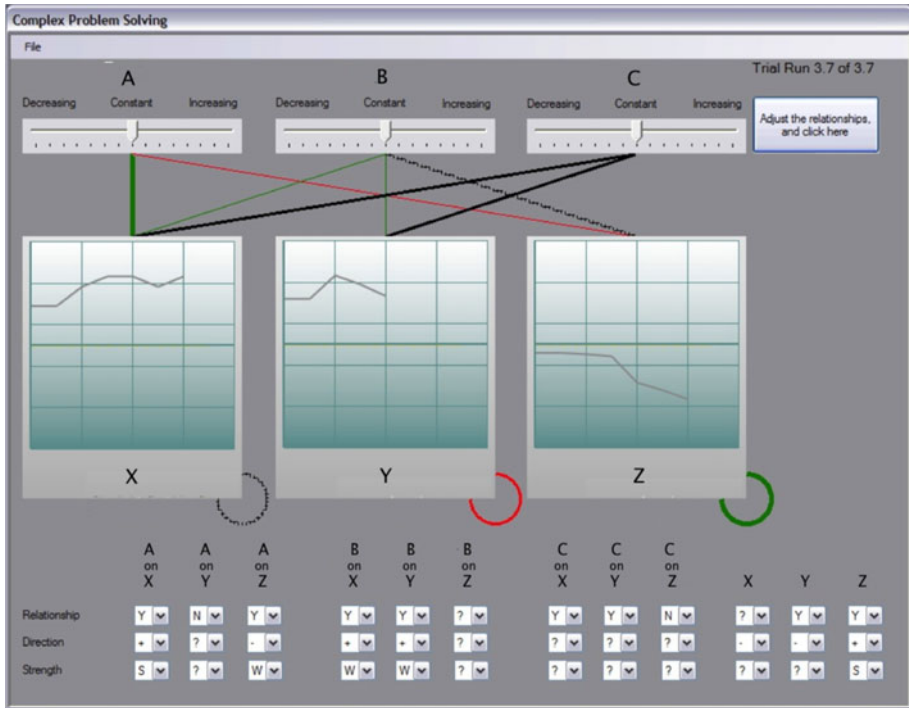 Complex Problem Solving
File
Trial Run 3.7 of 3.7
A B C
Decreasing Constant Increasing Decreasing Constant Increasing Decreasing Constant Increasing
Adjust the relationships,
and click here
X Y Z
A A A B B B C C C
on on on on on on on on on
X Y Z X Y Z X Y Z X Y Z
Relationship Y N Y Y Y ? Y Y N ? Y Y
Direction + ? - + + ? ? ? ? - - +
Strength S ? W W W ? ? ? ? ? ? S